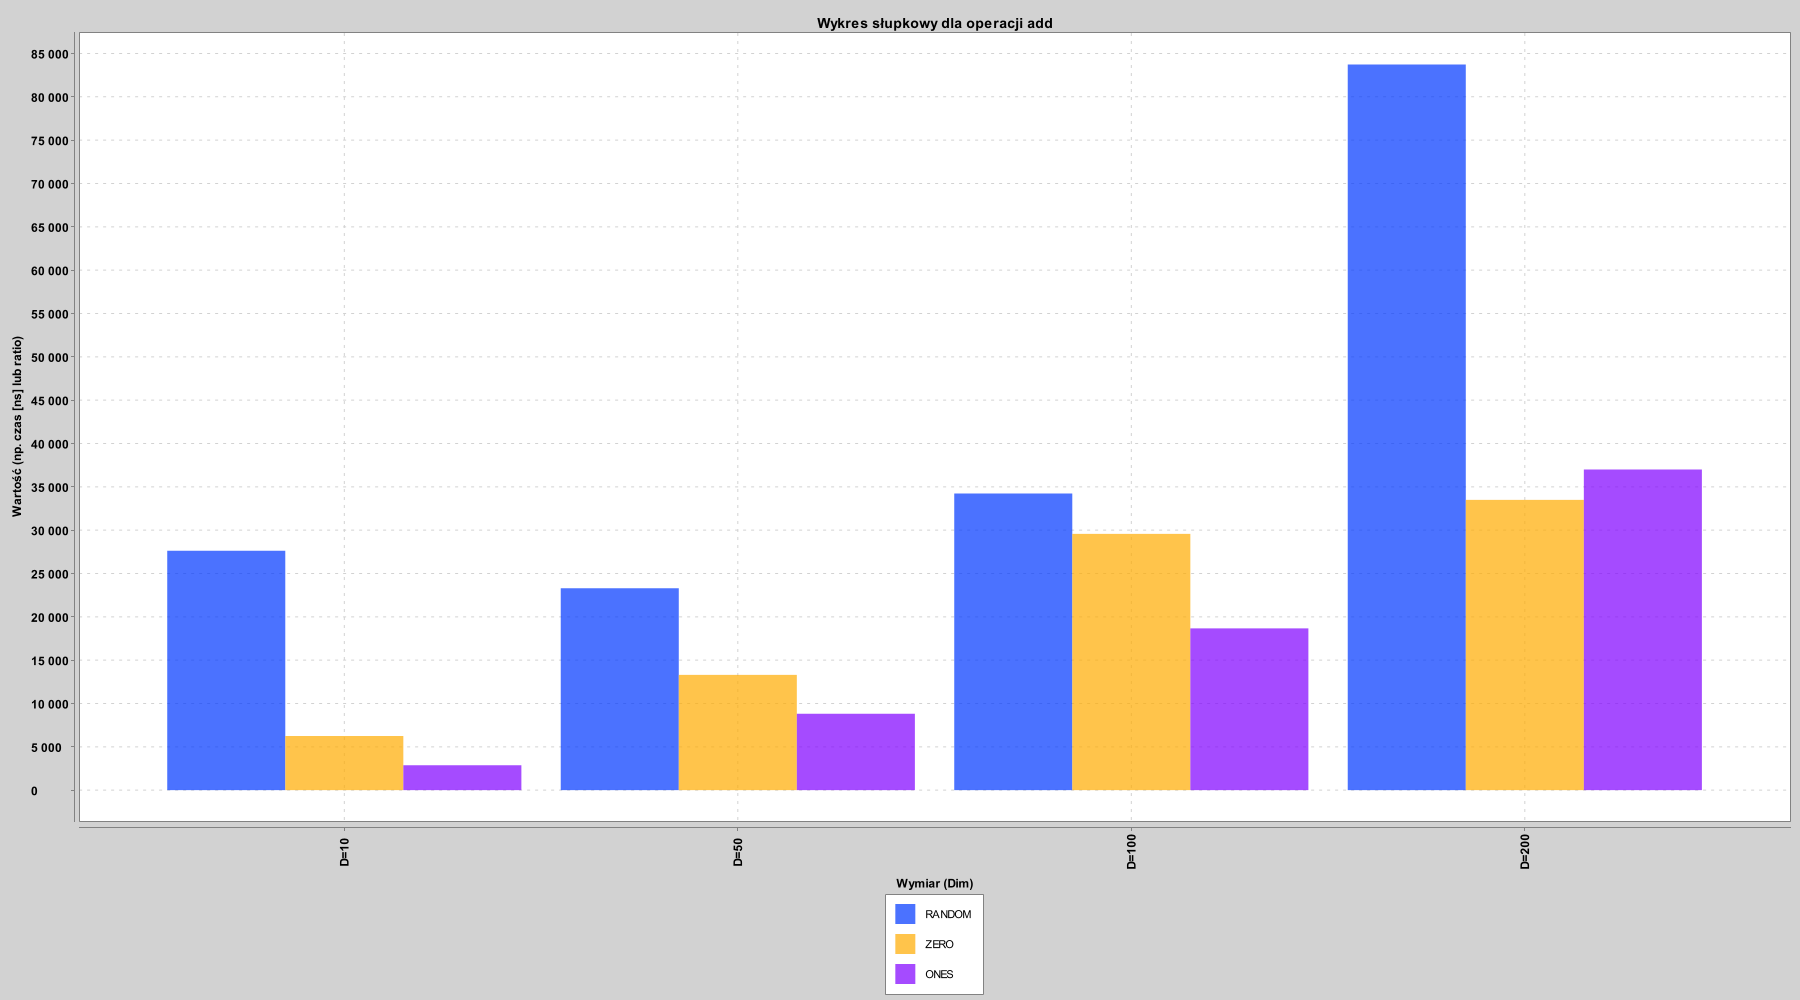 Wykres słupkowy dla operacji add
Wartość (np. czas [ns] lub ratio)
85 000
80 000
75 000
70 000
65 000
60 000
55 000
50 000
45 000
40 000
35 000
30 000
25 000
20 000
15 000
10 000
5 000
0
D=10
D=50
D=100
D=200
Wymiar (Dim)
RANDOM
ZERO
ONES